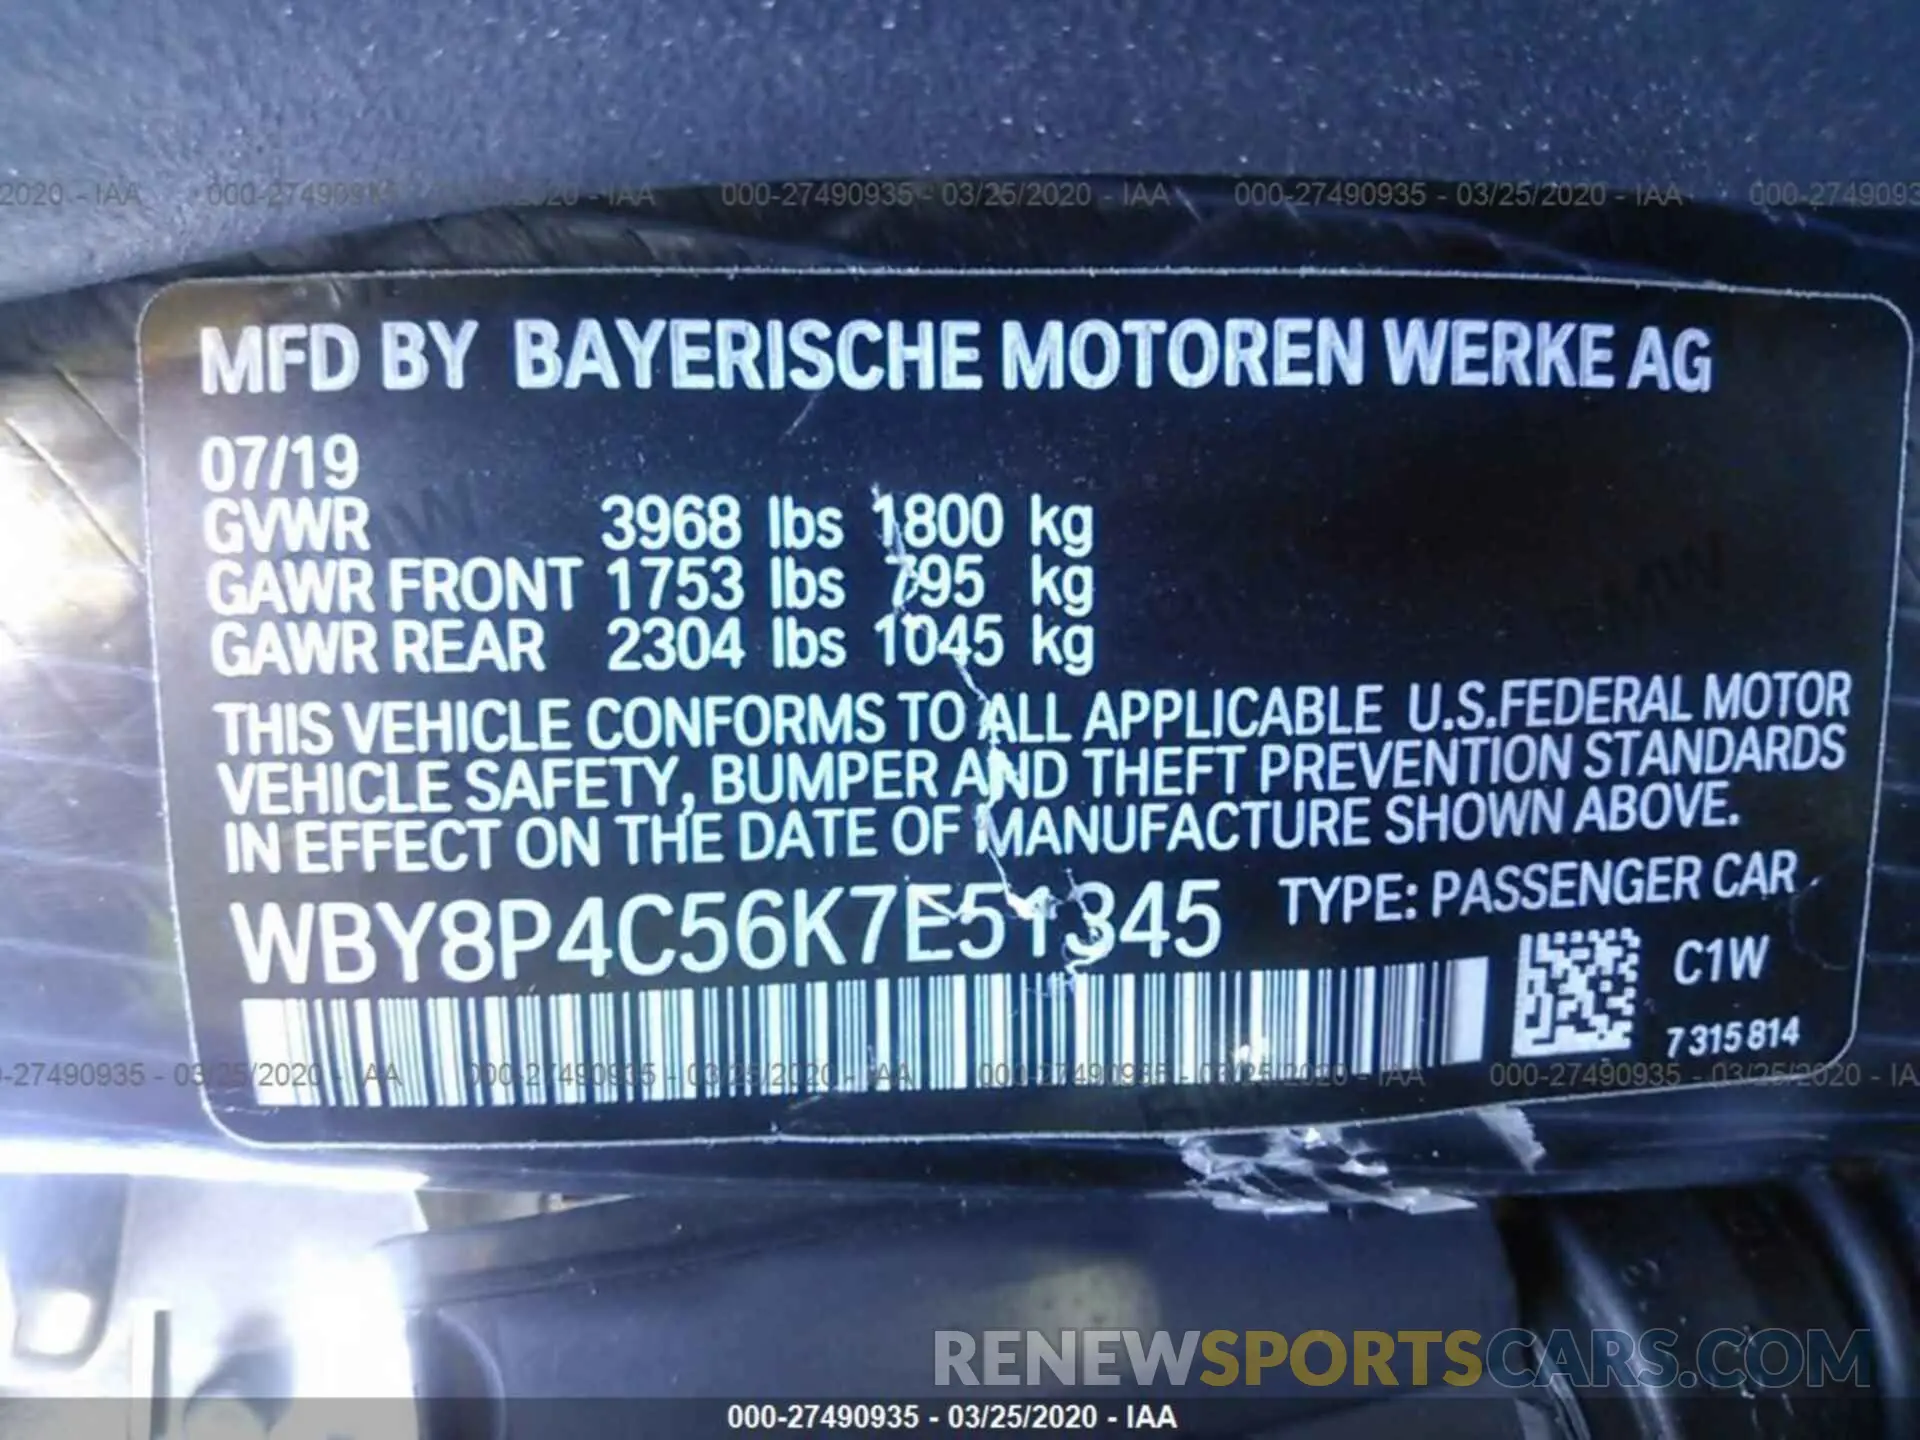 2020 - IAA 000-27490935 - 03/25/2020 - IAA 000-27490935 - 03/25/2020 - IAA 000-27490935 - 03/25/2020 - IAA 000-2749093
MFD BY BAYERISCHE MOTOREN WERKE AG
07/19
GVWR 3968 lbs 1800 kg
GAWR FRONT 1753 lbs 795 kg
GAWR REAR 2304 lbs 1045 kg
THIS VEHICLE CONFORMS TO ALL APPLICABLE U.S.FEDERAL MOTOR
VEHICLE SAFETY, BUMPER AND THEFT PREVENTION STANDARDS
IN EFFECT ON THE DATE OF MANUFACTURE SHOWN ABOVE.
WBY8P4C56K7E51345 TYPE: PASSENGER CAR
C1W
7 315 814
-27490935 - 03/25/2020 - IAA 000-27490935 - 03/25/2020 - IAA 000-27490935 - 03/25/2020 - IAA 000-27490935 - 03/25/2020 - IA
RENEWSPORTSCARS.COM
000-27490935 - 03/25/2020 - IAA